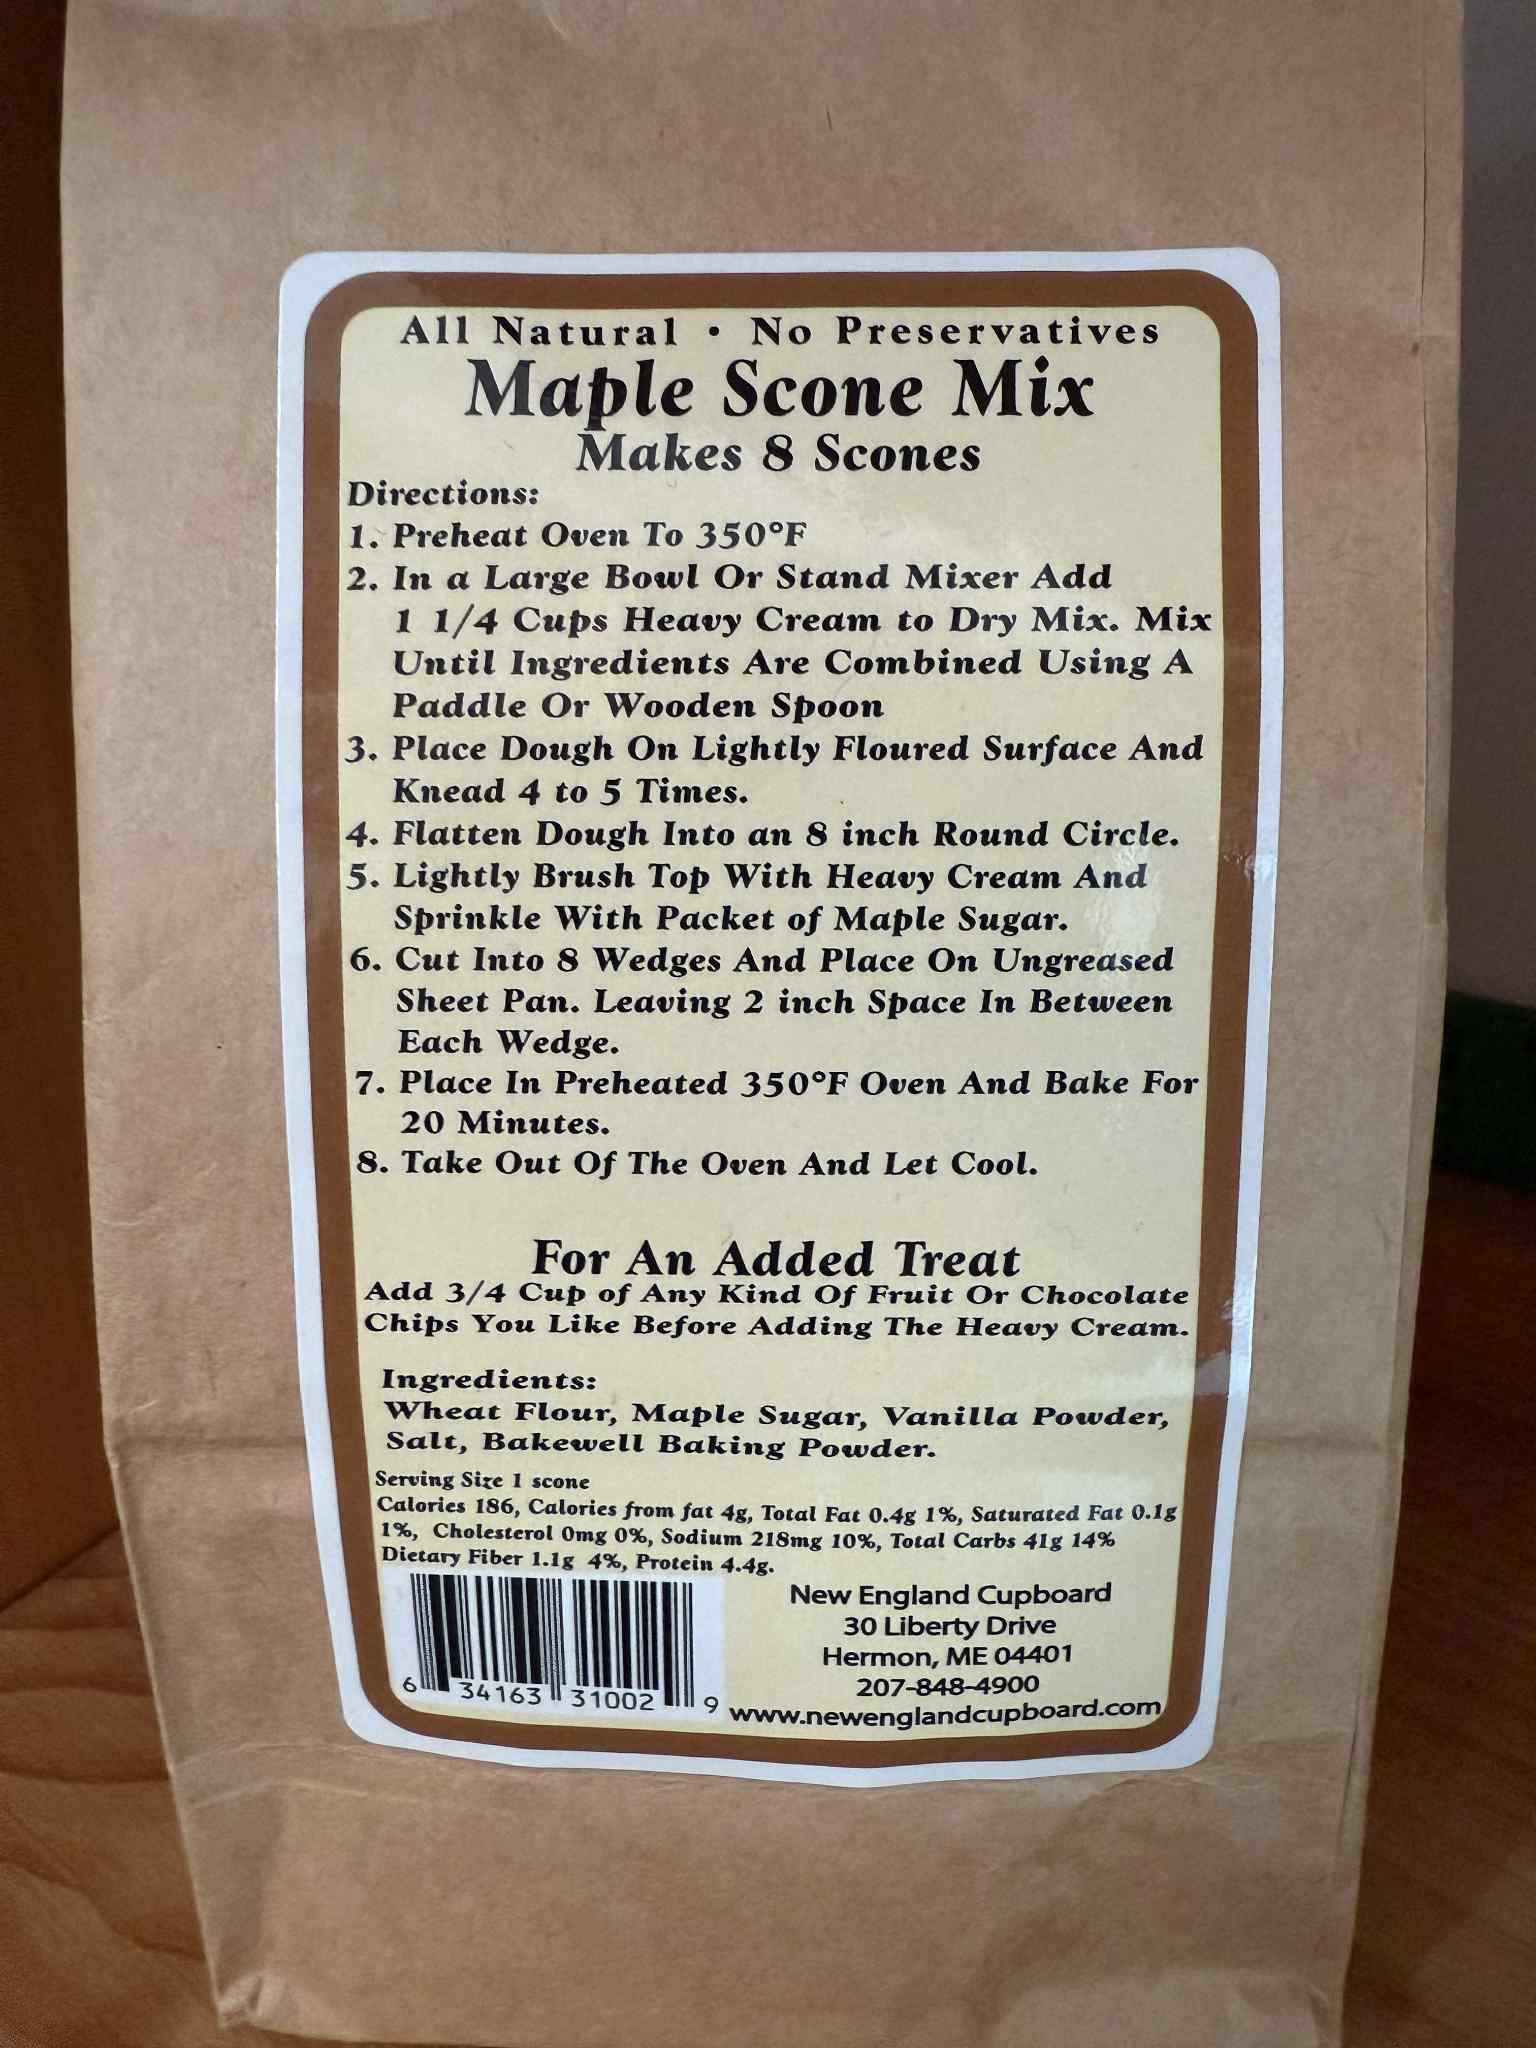 All Natural • No Preservatives
Maple Scone Mix
Makes 8 Scones
Directions:
1. Preheat Oven To 350°F
2. In a Large Bowl Or Stand Mixer Add
1 1/4 Cups Heavy Cream to Dry Mix. Mix
Until Ingredients Are Combined Using A
Paddle Or Wooden Spoon
3. Place Dough On Lightly Floured Surface And
Knead 4 to 5 Times.
4. Flatten Dough Into an 8 inch Round Circle.
5. Lightly Brush Top With Heavy Cream And
Sprinkle With Packet of Maple Sugar.
6. Cut Into 8 Wedges And Place On Ungreased
Sheet Pan. Leaving 2 inch Space In Between
Each Wedge.
7. Place In Preheated 350°F Oven And Bake For
20 Minutes.
8. Take Out Of The Oven And Let Cool.
For An Added Treat
Add 3/4 Cup of Any Kind Of Fruit Or Chocolate
Chips You Like Before Adding The Heavy Cream.
Ingredients:
Wheat Flour, Maple Sugar, Vanilla Powder,
Salt, Bakewell Baking Powder.
Serving Size 1 scone
Calories 186, Calories from fat 4g, Total Fat 0.4g 1%, Saturated Fat 0.1g
1%, Cholesterol 0mg 0%, Sodium 218mg 10%, Total Carbs 41g 14%
Dietary Fiber 1.1g 4%, Protein 4.4g.
6 34163 31002 9
New England Cupboard
30 Liberty Drive
Hermon, ME 04401
207-848-4900
www.newenglandcupboard.com